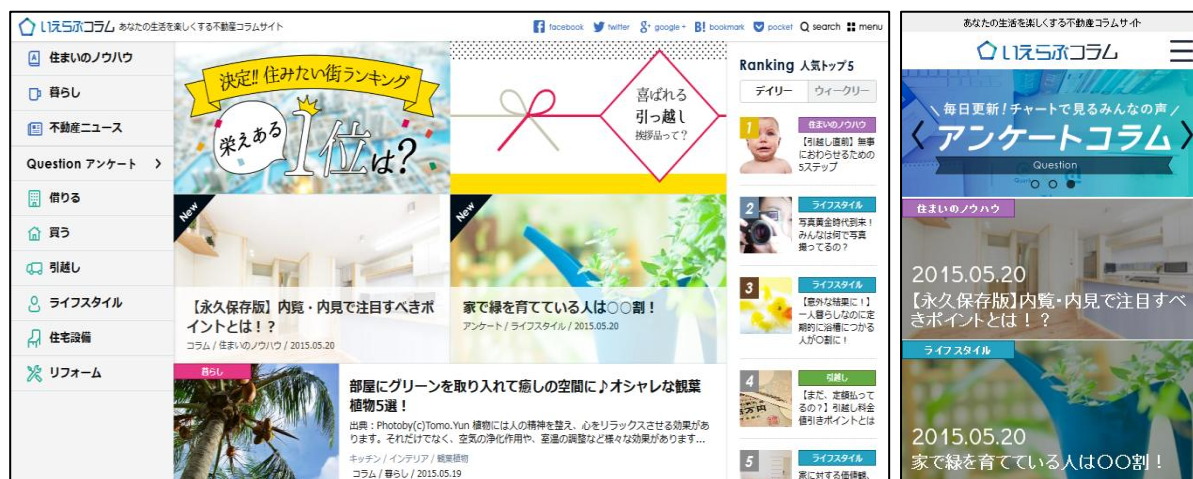 いえらぶコラム あなたの生活を楽しくする不動産コラムサイト
facebook twitter google+ B! bookmark pocket search menu
住まいのノウハウ
暮らし
不動産ニュース
Question アンケート
借りる
買う
引越し
ライフスタイル
住宅設備
リフォーム
決定!! 住みたい街ランキング
栄えある
1位は?
喜ばれる
引っ越し
挨拶品って?
New
【永久保存版】内覧・内見で注目すべきポ
イントとは！？
コラム / 住まいのノウハウ / 2015.05.20
New
家で緑を育てている人は〇〇割！
アンケート / ライフスタイル / 2015.05.20
暮らし
部屋にグリーンを取り入れて癒しの空間に♪オシャレな観葉
植物5選！
出典：Photoby(c)Tomo.Yun 植物には人の精神を整え、心をリラックスさせる効果があ
ります。それだけでなく、空気の浄化作用や、室温の調整など様々な効果があります...
キッチン / インテリア / 観葉植物
コラム / 暮らし / 2015.05.19
Ranking 人気トップ5
デイリー ウィークリー
1
住まいのノウハウ
【引越し直前】無事
におわらせるための
5ステップ
2
ライフスタイル
写真黄金時代到来！
みんなは何で写真
撮ってるの？
3
ライフスタイル
【意外な結果に！】
一人暮らしなのに定
期的に浴槽につかる
人が〇割に！
4
引越し
【まだ、定額払って
るの？】引越し料金
値引きポイントとは
5
ライフスタイル
家に対する価値観、
あなたの生活を楽しくする不動産コラムサイト
いえらぶコラム
毎日更新!チャートで見るみんなの声
アンケートコラム
Question
住まいのノウハウ
2015.05.20
【永久保存版】内覧・内見で注目すべ
きポイントとは！？
ライフスタイル
2015.05.20
家で緑を育てている人は〇〇割！